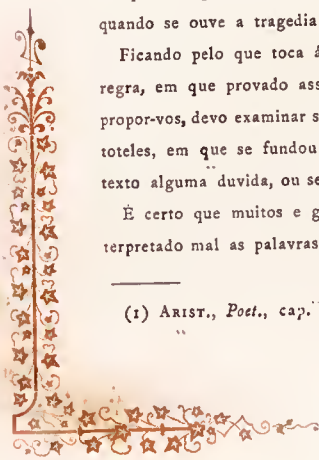 quando se ouve a tragedia
Ficando pelo que toca á
regra, em que provado ass
propor-vos, devo examinar s
toteles, em que se fundou
texto alguma duvida, ou se
É certo que muitos e g
terpretado mal as palavras
(1) ARIST., Poet., cap.